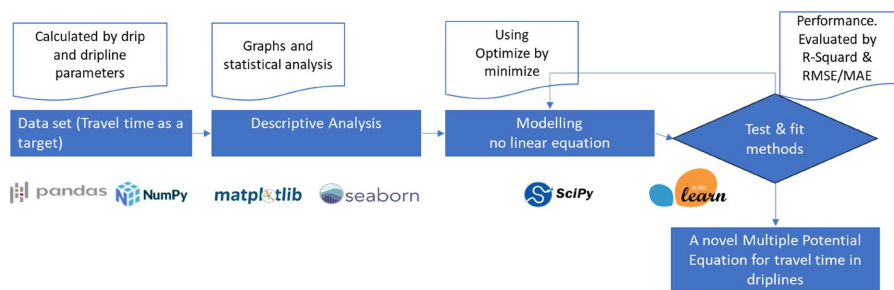 Calculated by drip
and dripline
parameters
Graphs and
statistical analysis
Using
Optimize by
minimize
Performance.
Evaluated by
R-Squard &
RMSE/MAE
Data set (Travel time as a
target)
Descriptive Analysis
Modelling
no linear equation
Test & fit
methods
pandas
NumPy
matplotlib
seaborn
SciPy
scikit
learn
A novel Multiple Potential
Equation for travel time in
driplines